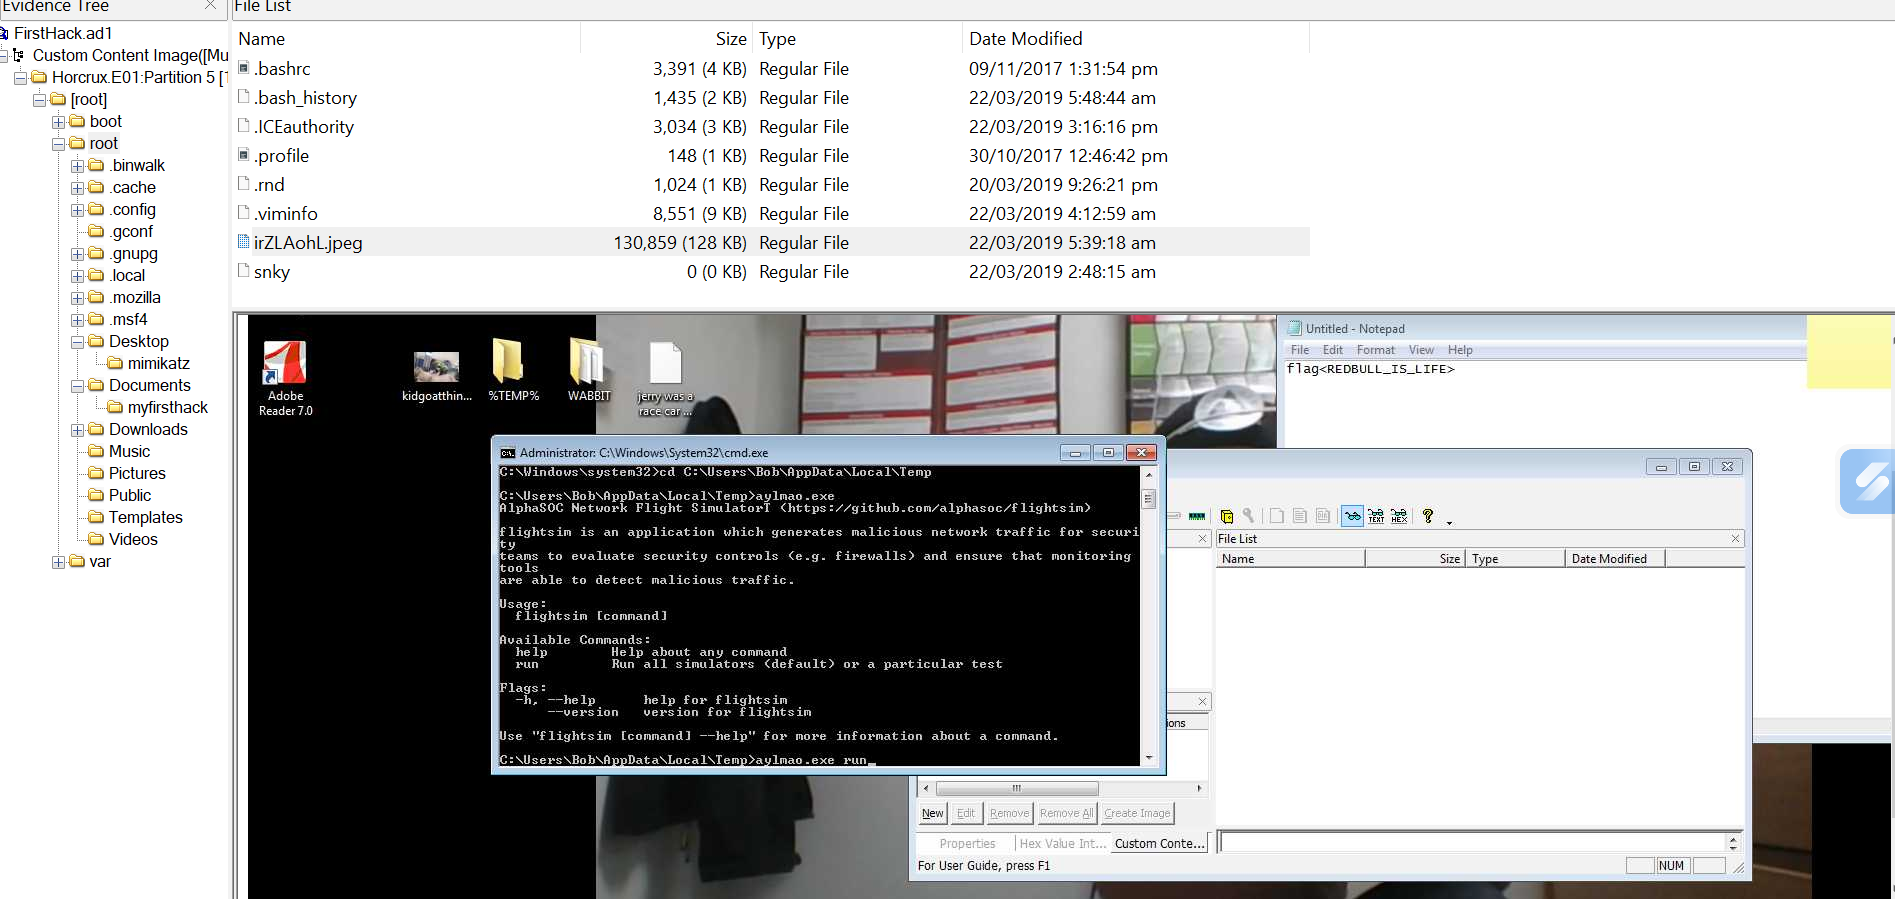 Evidence Tree
File List
FirstHack.ad1
Custom Content Image([Mu
Horcrux.E01:Partition 5 [1
[root]
boot
root
.binwalk
.cache
.config
.gconf
.gnupg
.local
.mozilla
.msf4
Desktop
mimikatz
Documents
myfirsthack
Downloads
Music
Pictures
Public
Templates
Videos
var
Name Size Type Date Modified
.bashrc 3,391 (4 KB) Regular File 09/11/2017 1:31:54 pm
.bash_history 1,435 (2 KB) Regular File 22/03/2019 5:48:44 am
.ICEauthority 3,034 (3 KB) Regular File 22/03/2019 3:16:16 pm
.profile 148 (1 KB) Regular File 30/10/2017 12:46:42 pm
.rnd 1,024 (1 KB) Regular File 20/03/2019 9:26:21 pm
.viminfo 8,551 (9 KB) Regular File 22/03/2019 4:12:59 am
irZLAohL.jpeg 130,859 (128 KB) Regular File 22/03/2019 5:39:18 am
snky 0 (0 KB) Regular File 22/03/2019 2:48:15 am
Adobe
Reader 7.0
kidgoatthin...
%TEMP%
WABBIT
jerry was a
race car ...
Untitled - Notepad
File Edit Format View Help
flag<REDBULL_IS_LIFE>
Administrator: C:\Windows\System32\cmd.exe
C:\Windows\system32>cd C:\Users\Bob\AppData\Local\Temp
C:\Users\Bob\AppData\Local\Temp>aylmao.exe
AlphaSOC Network Flight SimulatorT (https://github.com/alphasoc/flightsim)
flightsim is an application which generates malicious network traffic for securi
ty
teams to evaluate security controls (e.g. firewalls) and ensure that monitoring
tools
are able to detect malicious traffic.
Usage:
flightsim [command]
Available Commands:
help Help about any command
run Run all simulators (default) or a particular test
Flags:
-h, --help help for flightsim
--version version for flightsim
Use "flightsim [command] --help" for more information about a command.
C:\Users\Bob\AppData\Local\Temp>aylmao.exe run_
TEXT
HEX
File List
Name Size Type Date Modified
ions
New Edit Remove Remove All Create Image
Properties Hex Value Int... Custom Conte...
For User Guide, press F1
NUM